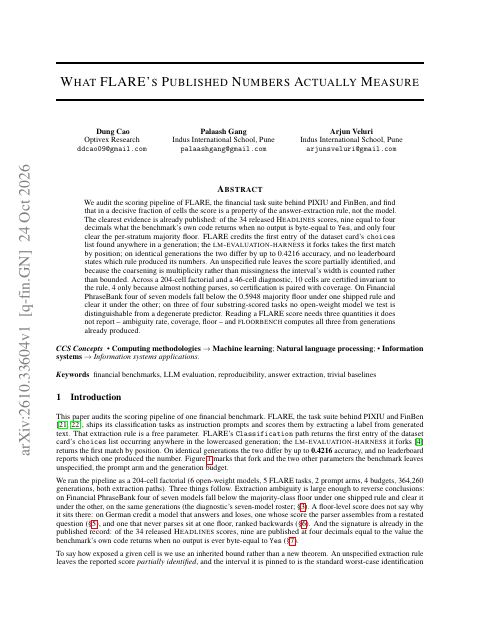 WHAT FLARE'S PUBLISHED NUMBERS ACTUALLY MEASURE
Dung Cao
Optivex Research
ddcao09@gmail.com
Palaash Gang
Indus International School, Pune
palaashgang@gmail.com
Arjun Veluri
Indus International School, Pune
arjunsveluri@gmail.com
arXiv:2610.33604v1 [q-fin.GN] 24 Oct 2026
ABSTRACT
We audit the scoring pipeline of FLARE, the financial task suite behind PIXIU and FinBen, and find
that in a decisive fraction of cells the score is a property of the answer-extraction rule, not the model.
The clearest evidence is already published: of the 34 released HEADLINES scores, nine equal to four
decimals what the benchmark's own code returns when no output is byte-equal to Yes, and only four
clear the per-stratum majority floor. FLARE credits the first entry of the dataset card's choices
list found anywhere in a generation; the LM-EVALUATION-HARNESS it forks takes the first match
by position; on identical generations the two differ by up to 0.4216 accuracy, and no leaderboard
states which rule produced its numbers. An unspecified rule leaves the score partially identified, and
because the coarsening is multiplicity rather than missingness the interval's width is counted rather
than bounded. Across a 204-cell factorial and a 46-cell diagnostic, 10 cells are certified invariant to
the rule, 4 only because almost nothing parses, so certification is paired with coverage. On Financial
PhraseBank four of seven models fall below the 0.5948 majority floor under one shipped rule and
clear it under the other; on three of four substring-scored tasks no open-weight model we test is
distinguishable from a degenerate predictor. Reading a FLARE score needs three quantities it does
not report – ambiguity rate, coverage, floor – and FLOORBENCH computes all three from generations
already produced.
CCS Concepts • Computing methodologies → Machine learning; Natural language processing; • Information
systems → Information systems applications.
Keywords financial benchmarks, LLM evaluation, reproducibility, answer extraction, trivial baselines
1 Introduction
This paper audits the scoring pipeline of one financial benchmark. FLARE, the task suite behind PIXIU and FinBen
[21, 22], ships its classification tasks as instruction prompts and scores them by extracting a label from generated
text. That extraction rule is a free parameter. FLARE's Classification path returns the first entry of the dataset
card's choices list occurring anywhere in the lowercased generation; the LM-EVALUATION-HARNESS it forks [4]
returns the first match by position. On identical generations the two differ by up to 0.4216 accuracy, and no leaderboard
reports which one produced its number. Figure 1 maps that fork and the two other parameters the benchmark leaves
unspecified, the prompt arm and the generation budget.
We ran the pipeline as a 204-cell factorial (6 open-weight models, 5 FLARE tasks, 2 prompt arms, 4 budgets, 364,260
generations, both extraction paths). Three things follow. Extraction ambiguity is large enough to reverse conclusions:
on Financial PhraseBank four of seven models fall below the majority-class floor under one shipped rule and clear it
under the other, on the same generations (the diagnostic's seven-model roster; §3). A floor-level score does not say why
it sits there: on German credit a model that answers and loses, one whose score the parser assembles from a restated
question (§5), and one that never parses sit at one floor, ranked backwards (§6). And the signature is already in the
published record: of the 34 released HEADLINES scores, nine are published at four decimals equal to the value the
benchmark's own code returns when no output is ever byte-equal to Yes (§7).
To say how exposed a given cell is we use an inherited bound rather than a new theorem. An unspecified extraction rule
leaves the reported score partially identified, and the interval it is pinned to is the standard worst-case identification